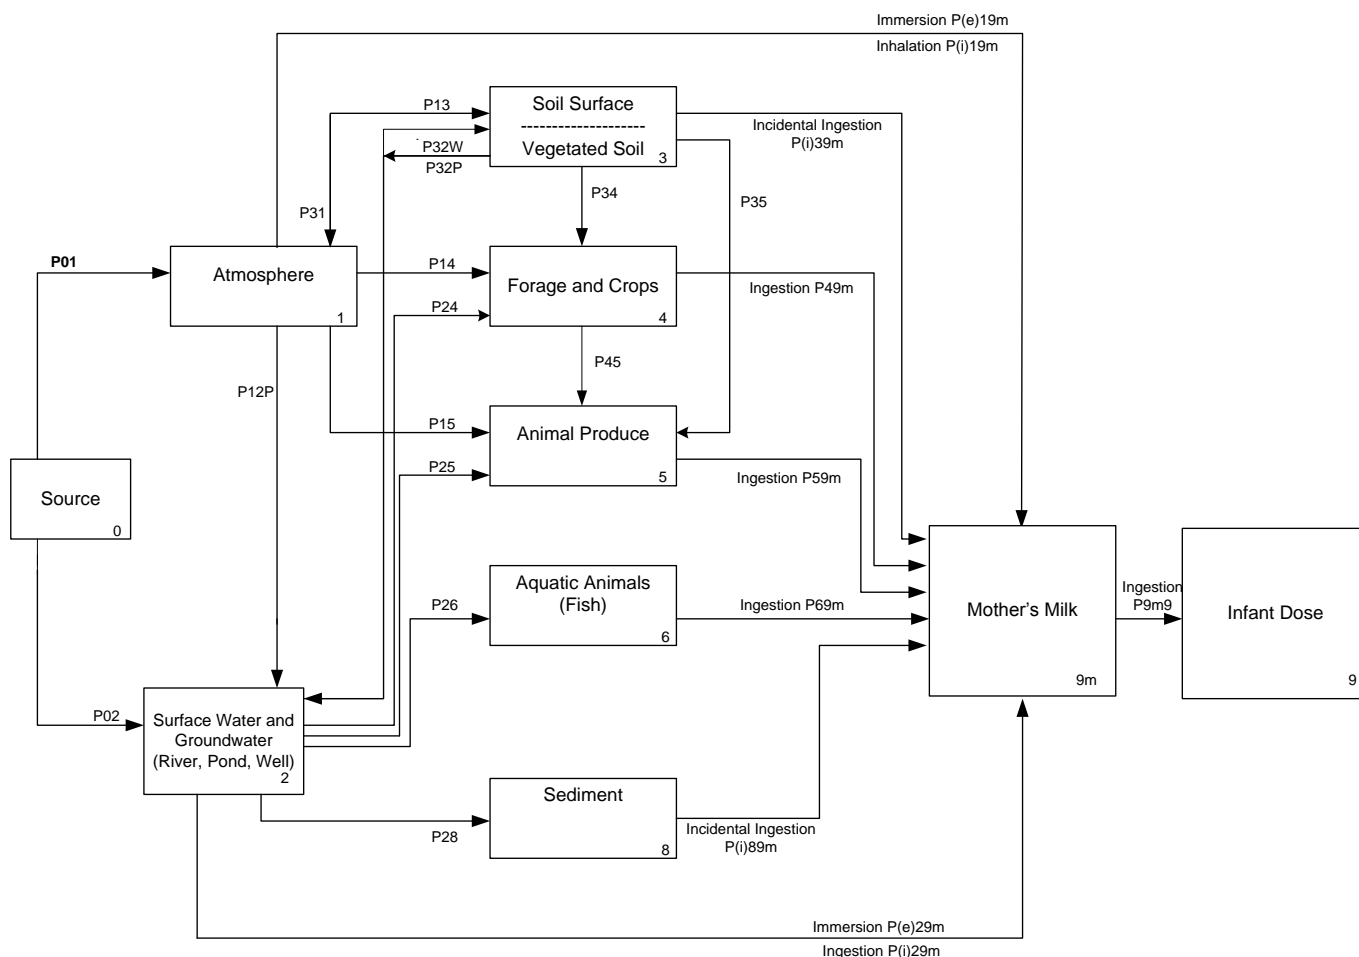 Immersion P(e)19m
Inhalation P(i)19m
P13
Soil Surface
--------------------
Vegetated Soil
3
P32W
P32P
Incidental Ingestion
P(i)39m
P34
P35
P31
P01
Atmosphere
1
P14
Forage and Crops
4
Ingestion P49m
P24
P45
P12P
P15
Animal Produce
5
P25
Ingestion P59m
Source
0
Aquatic Animals
(Fish)
6
P26
Ingestion P69m
Mother's Milk
9m
Ingestion
P9m9
Infant Dose
9
P02
Surface Water and
Groundwater
(River, Pond, Well)
2
P28
Sediment
8
Incidental Ingestion
P(i)89m
Immersion P(e)29m
Ingestion P(i)29m